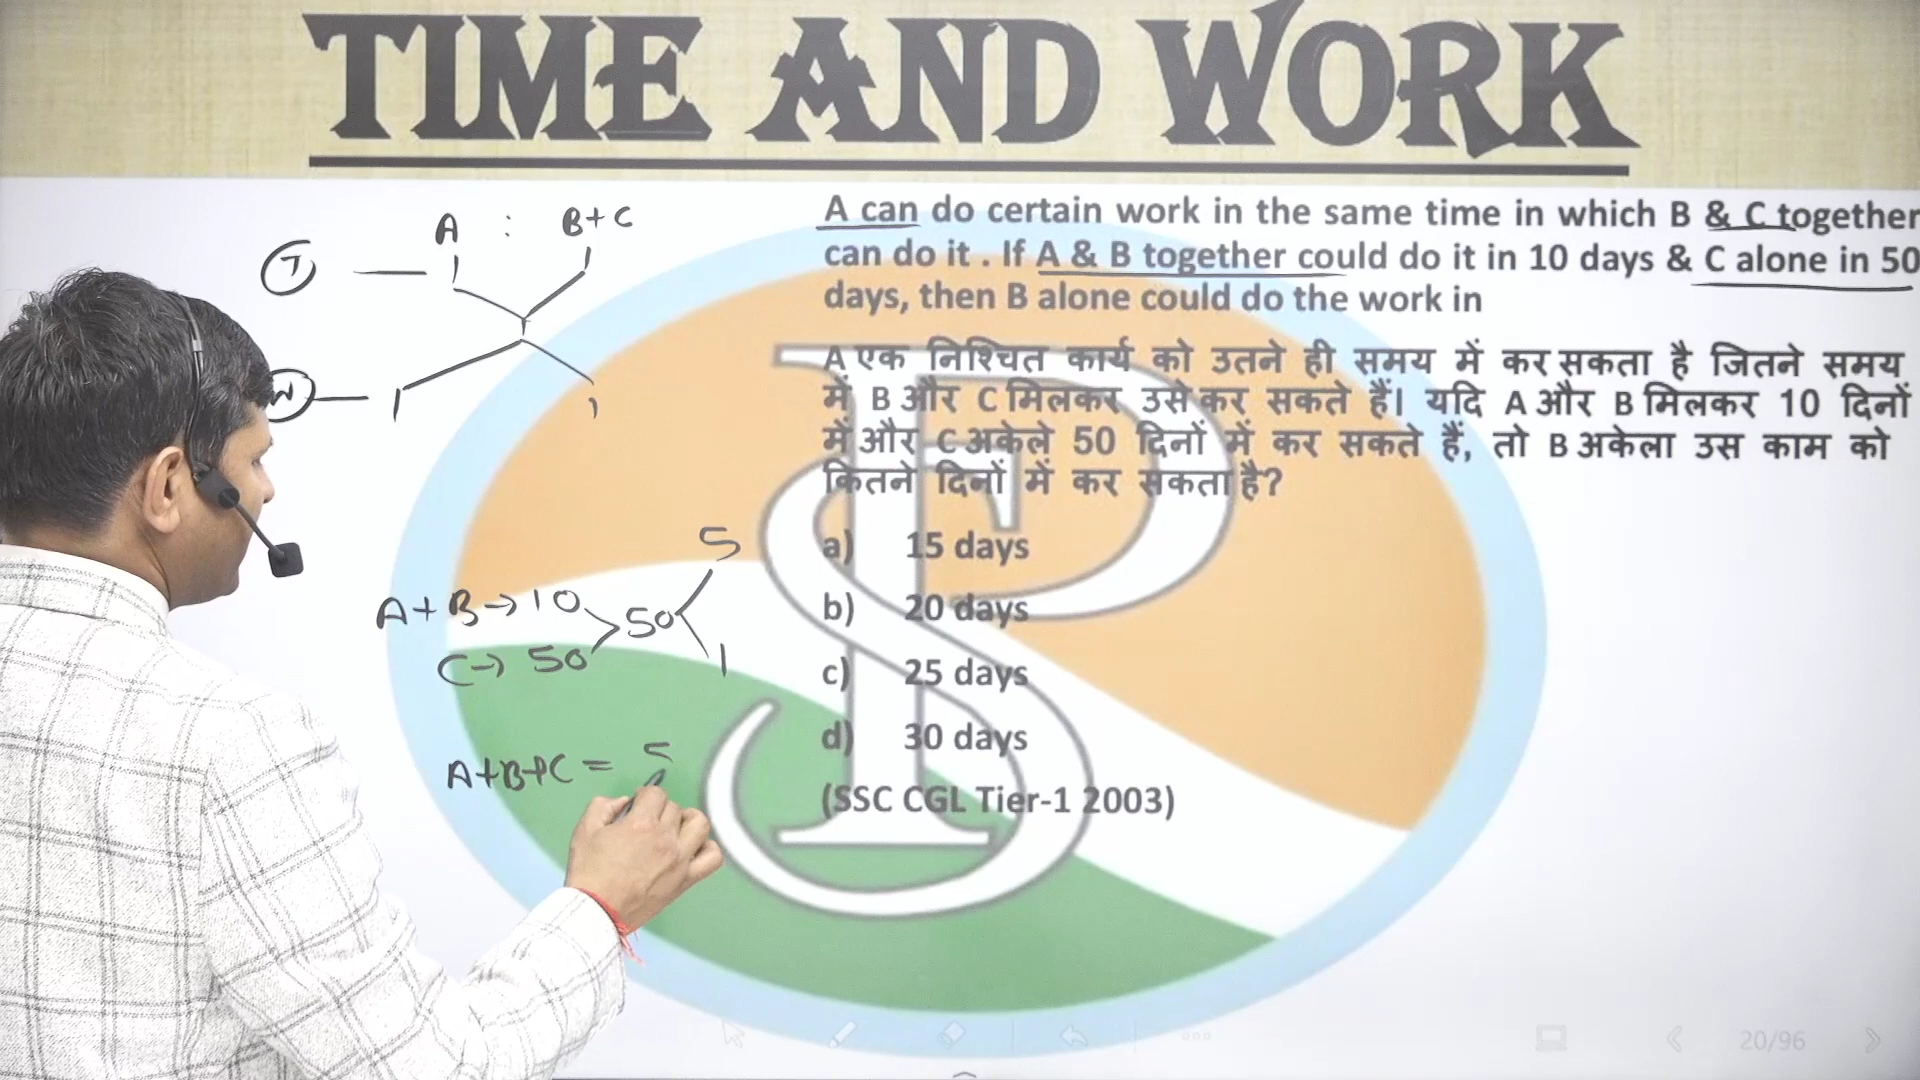 TIME AND WORK
A : B+C
T
1 1
W
1 1
A+B→10
C→50
50
5
1
A+B+C = 5
A can do certain work in the same time in which B & C together
can do it . If A & B together could do it in 10 days & C alone in 50
days, then B alone could do the work in
A एक निश्चित कार्य को उतने ही समय में कर सकता है जितने समय
में B और C मिलकर उसे कर सकते हैं। यदि A और B मिलकर 10 दिनों
में और C अकेले 50 दिनों में कर सकते हैं, तो B अकेला उस काम को
कितने दिनों में कर सकता है?
a) 15 days
b) 20 days
c) 25 days
d) 30 days
(SSC CGL Tier-1 2003)
20/96